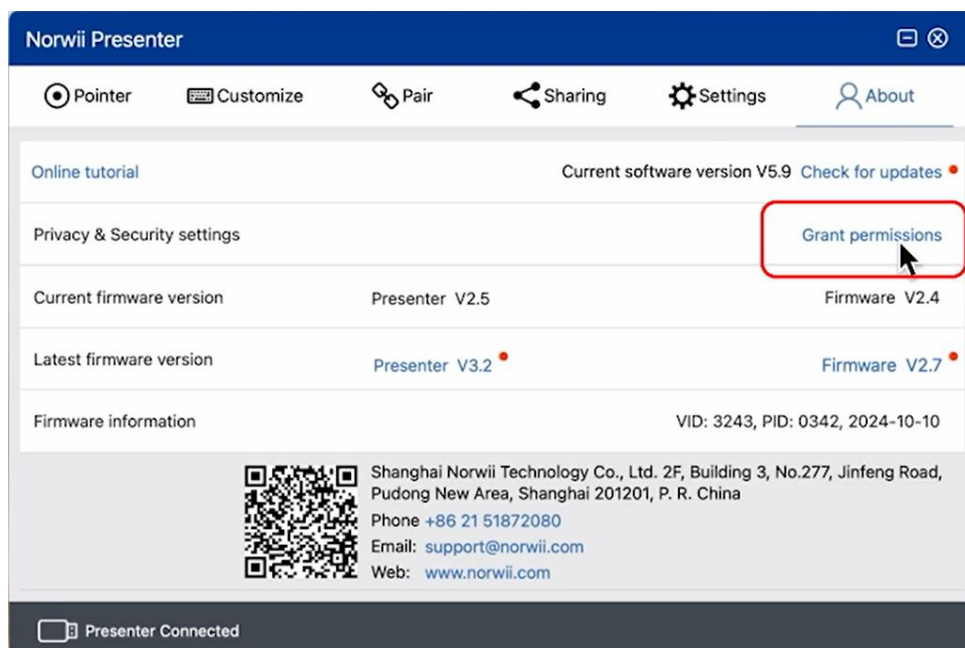 Norwii Presenter
Pointer Customize Pair Sharing Settings About
Online tutorial Current software version V5.9 Check for updates
Privacy & Security settings Grant permissions
Current firmware version Presenter V2.5 Firmware V2.4
Latest firmware version Presenter V3.2 Firmware V2.7
Firmware information VID: 3243, PID: 0342, 2024-10-10
Shanghai Norwii Technology Co., Ltd. 2F, Building 3, No.277, Jinfeng Road,
Pudong New Area, Shanghai 201201, P. R. China
Phone +86 21 51872080
Email: support@norwii.com
Web: www.norwii.com
Presenter Connected